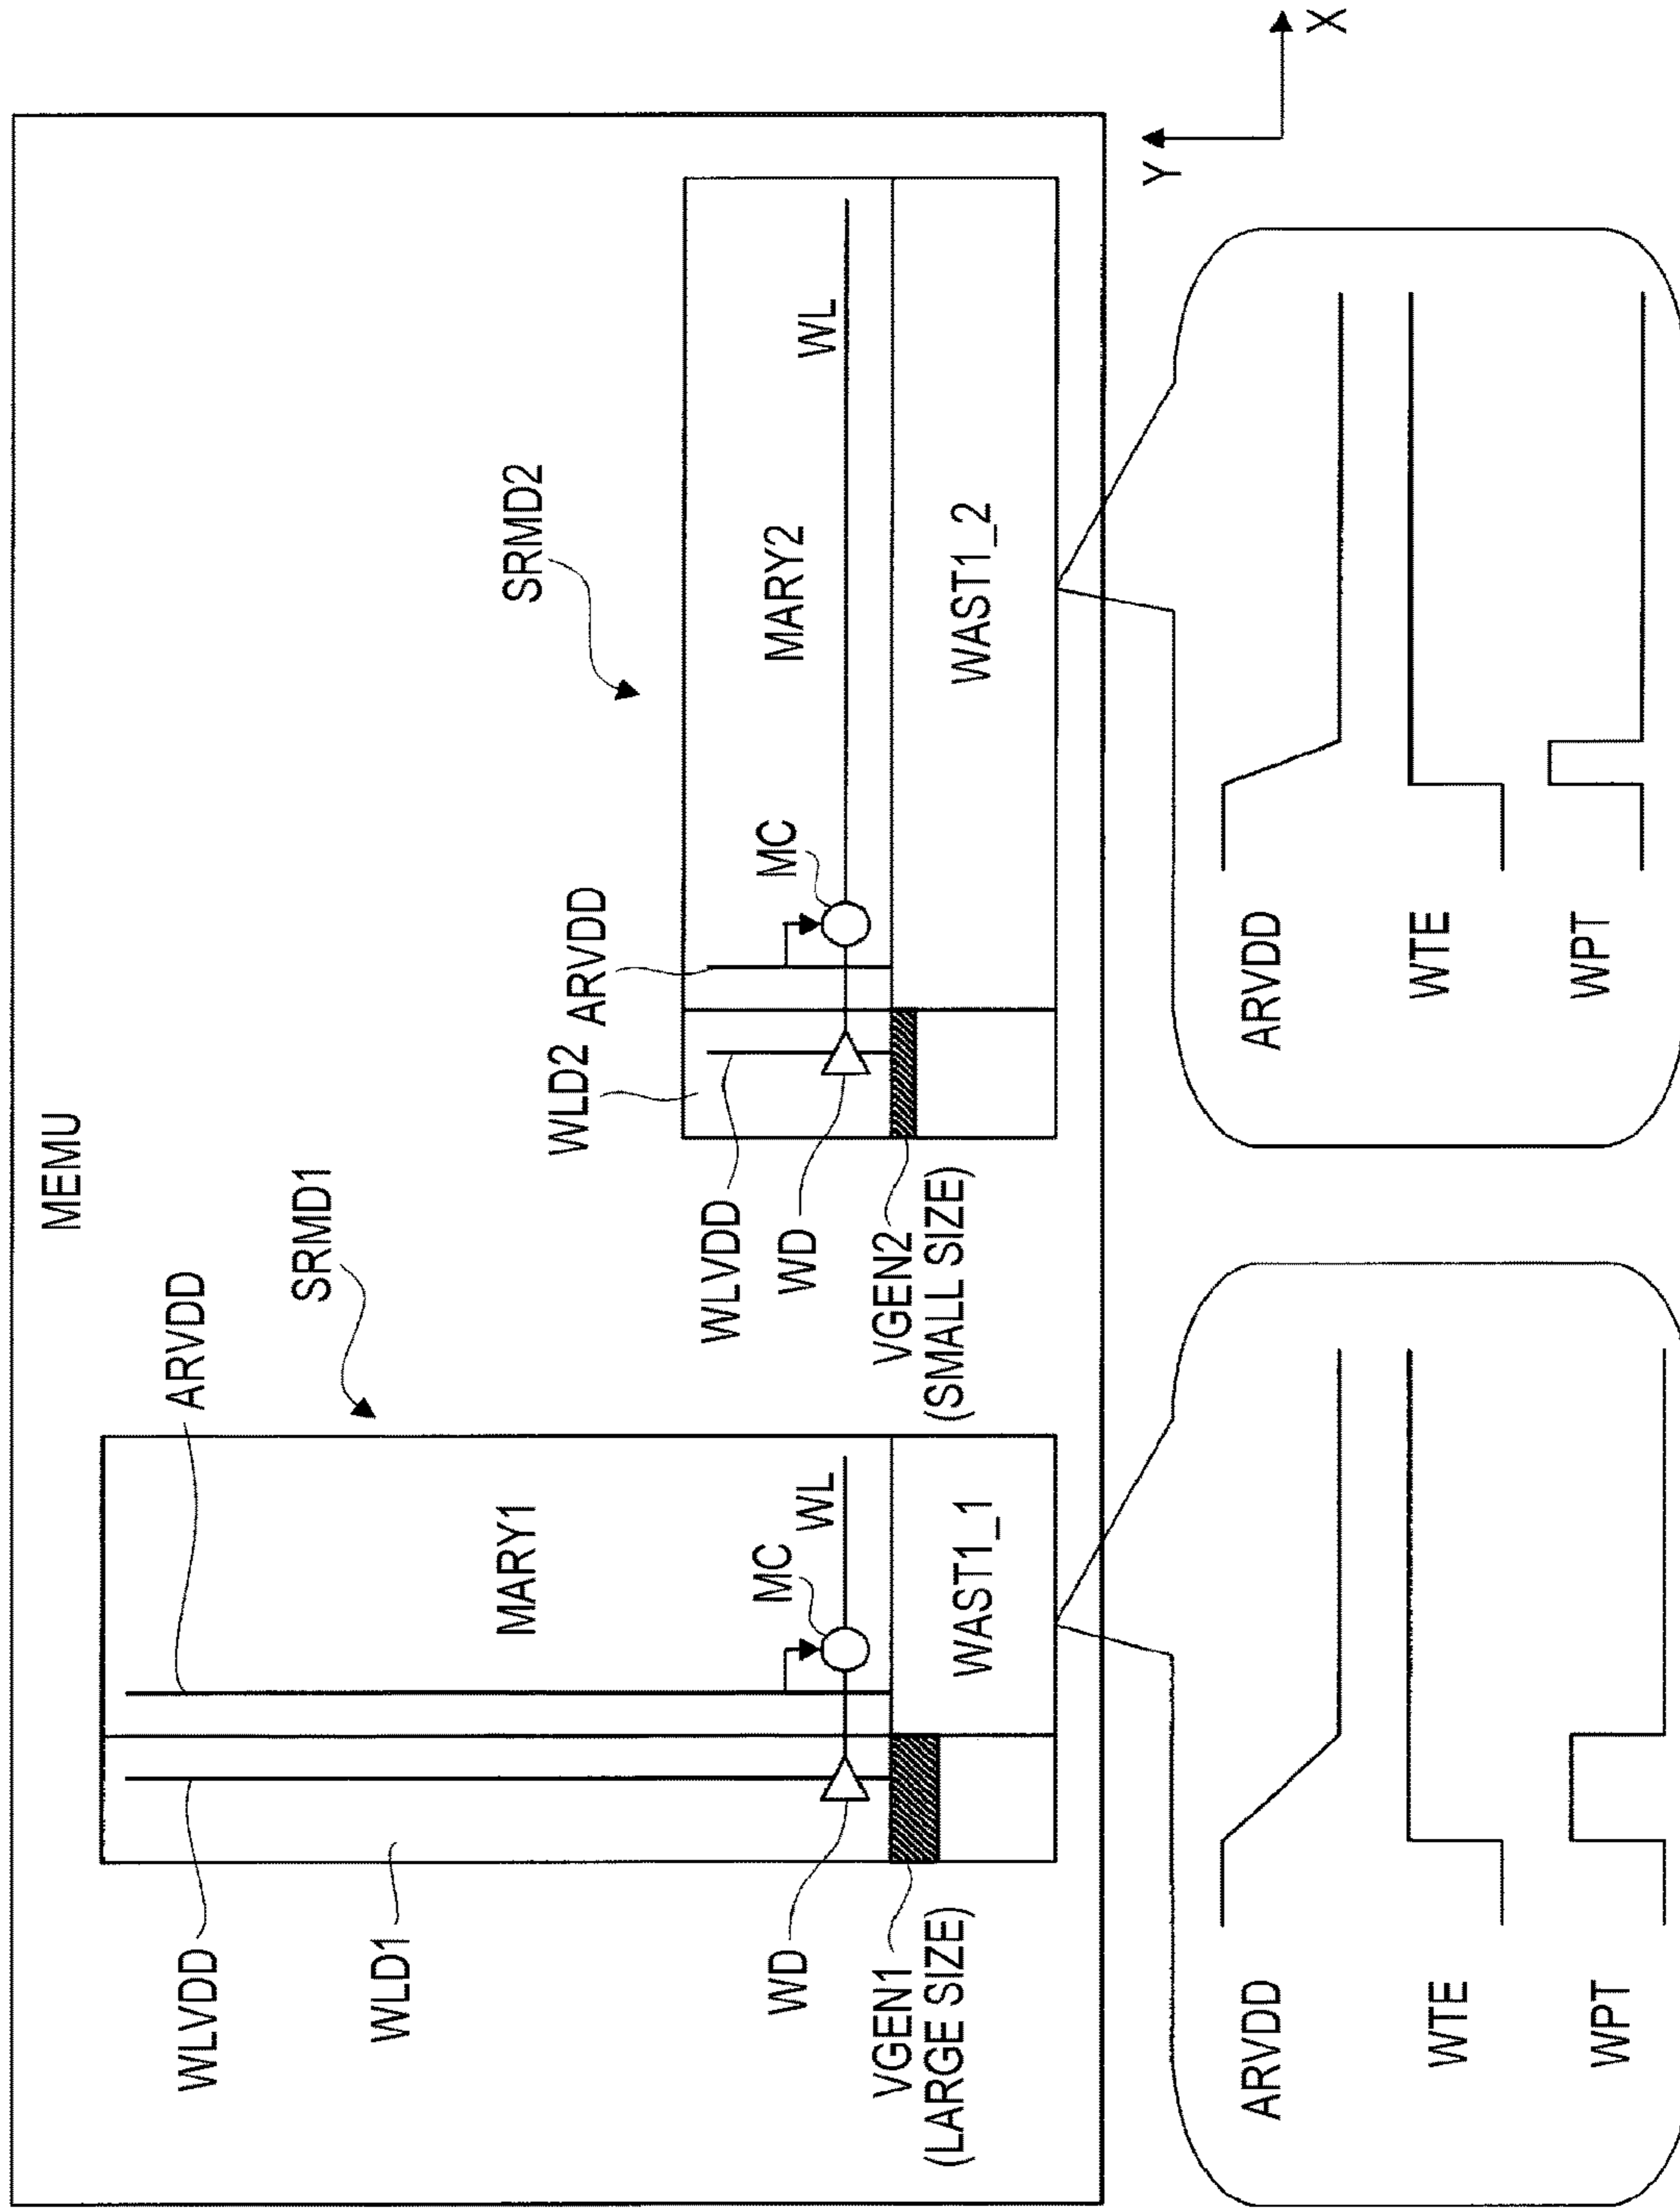 MEMU
SRMD1
ARVDD
WLVDD
WLD1
MARY1
MC
WL
WD
VGEN1
(LARGE SIZE)
WAST1_1
SRMD2
WLD2
ARVDD
WLVDD
MARY2
MC
WL
WD
VGEN2
(SMALL SIZE)
WAST1_2
Y
X
ARVDD
WTE
WPT
ARVDD
WTE
WPT